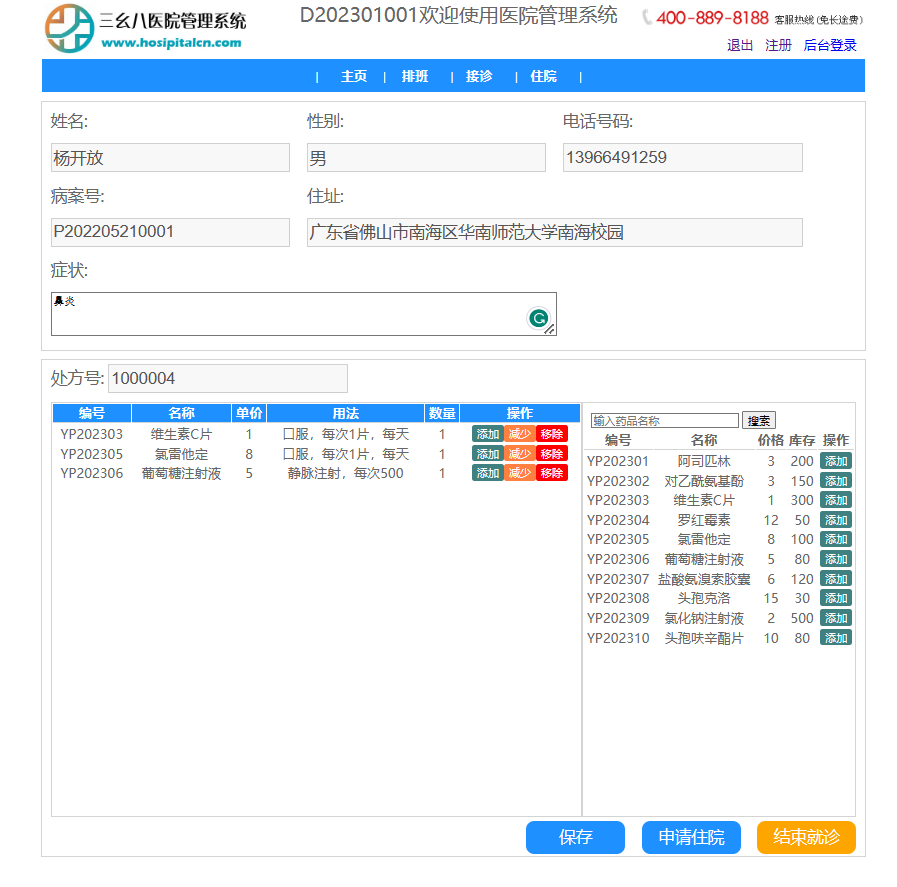 三幺八医院管理系统
www.hosipitalcn.com
D202301001欢迎使用医院管理系统
400-889-8188 客服热线(免长途费)
退出 注册 后台登录
| 主页 | 排班 | 接诊 | 住院 |
姓名: 性别: 电话号码:
杨开放 男 13966491259
病案号: 住址:
P202205210001 广东省佛山市南海区华南师范大学南海校园
症状:
鼻炎
处方号: 1000004
编号 名称 单价 用法 数量 操作
YP202303 维生素C片 1 口服，每次1片，每天 1 添加 减少 移除
YP202305 氯雷他定 8 口服，每次1片，每天 1 添加 减少 移除
YP202306 葡萄糖注射液 5 静脉注射，每次500 1 添加 减少 移除
输入药品名称 搜索
编号 名称 价格 库存 操作
YP202301 阿司匹林 3 200 添加
YP202302 对乙酰氨基酚 3 150 添加
YP202303 维生素C片 1 300 添加
YP202304 罗红霉素 12 50 添加
YP202305 氯雷他定 8 100 添加
YP202306 葡萄糖注射液 5 80 添加
YP202307 盐酸氨溴索胶囊 6 120 添加
YP202308 头孢克洛 15 30 添加
YP202309 氯化钠注射液 2 500 添加
YP202310 头孢呋辛酯片 10 80 添加
保存 申请住院 结束就诊